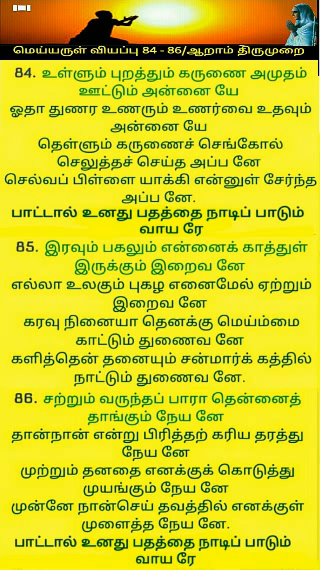 மெய்யருள் வியப்பு 84 - 86/ஆறாம் திருமுறை
84. உள்ளும் புறத்தும் கருணை அமுதம்
ஊட்டும் அன்னை யே
ஓதா துணர உணரும் உணர்வை உதவும்
அன்னை யே
தெள்ளும் கருணைச் செங்கோல்
செலுத்தச் செய்த அப்ப னே
செல்வப் பிள்ளை யாக்கி என்னுள் சேர்ந்த
அப்ப னே.
பாட்டால் உனது பதத்தை நாடிப் பாடும்
வாய ரே
85. இரவும் பகலும் என்னைக் காத்துள்
இருக்கும் இறைவ னே
எல்லா உலகும் புகழ எனைமேல் ஏற்றும்
இறைவ னே
கரவு நினையா தெனக்கு மெய்ம்மை
காட்டும் துணைவ னே
களித்தென் தனையும் சன்மார்க் கத்தில்
நாட்டும் துணைவ னே.
86. சற்றும் வருந்தப் பாரா தென்னைத்
தாங்கும் நேய னே
தான்நான் என்று பிரித்தற் கரிய தரத்து
நேய னே
முற்றும் தனதை எனக்குக் கொடுத்து
முயங்கும் நேய னே
முன்னே நான்செய் தவத்தில் எனக்குள்
முளைத்த நேய னே.
பாட்டால் உனது பதத்தை நாடிப் பாடும்
வாய ரே